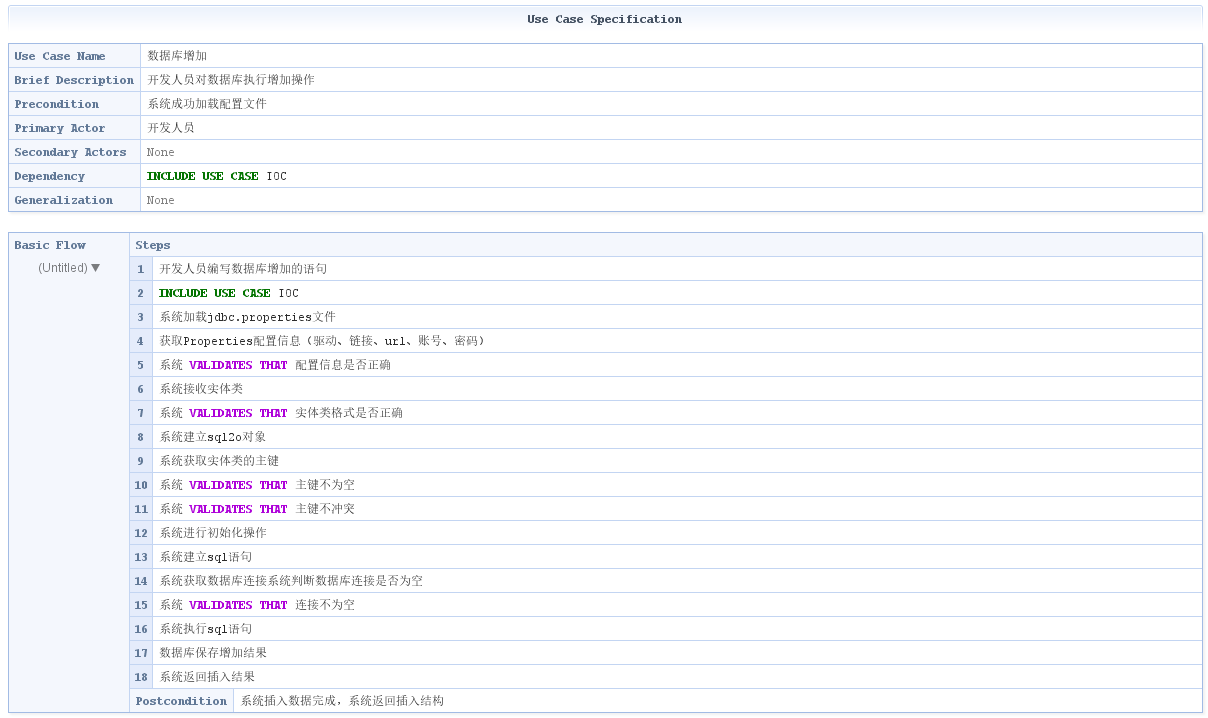 Use Case Specification
Use Case Name 数据库增加
Brief Description 开发人员对数据库执行增加操作
Precondition 系统成功加载配置文件
Primary Actor 开发人员
Secondary Actors None
Dependency INCLUDE USE CASE IOC
Generalization None
Basic Flow Steps
(Untitled) ▼
1 开发人员编写数据库增加的语句
2 INCLUDE USE CASE IOC
3 系统加载jdbc.properties文件
4 获取Properties配置信息（驱动、链接、url、账号、密码）
5 系统 VALIDATES THAT 配置信息是否正确
6 系统接收实体类
7 系统 VALIDATES THAT 实体类格式是否正确
8 系统建立sql2o对象
9 系统获取实体类的主键
10 系统 VALIDATES THAT 主键不为空
11 系统 VALIDATES THAT 主键不冲突
12 系统进行初始化操作
13 系统建立sql语句
14 系统获取数据库连接系统判断数据库连接是否为空
15 系统 VALIDATES THAT 连接不为空
16 系统执行sql语句
17 数据库保存增加结果
18 系统返回插入结果
Postcondition 系统插入数据完成，系统返回插入结构